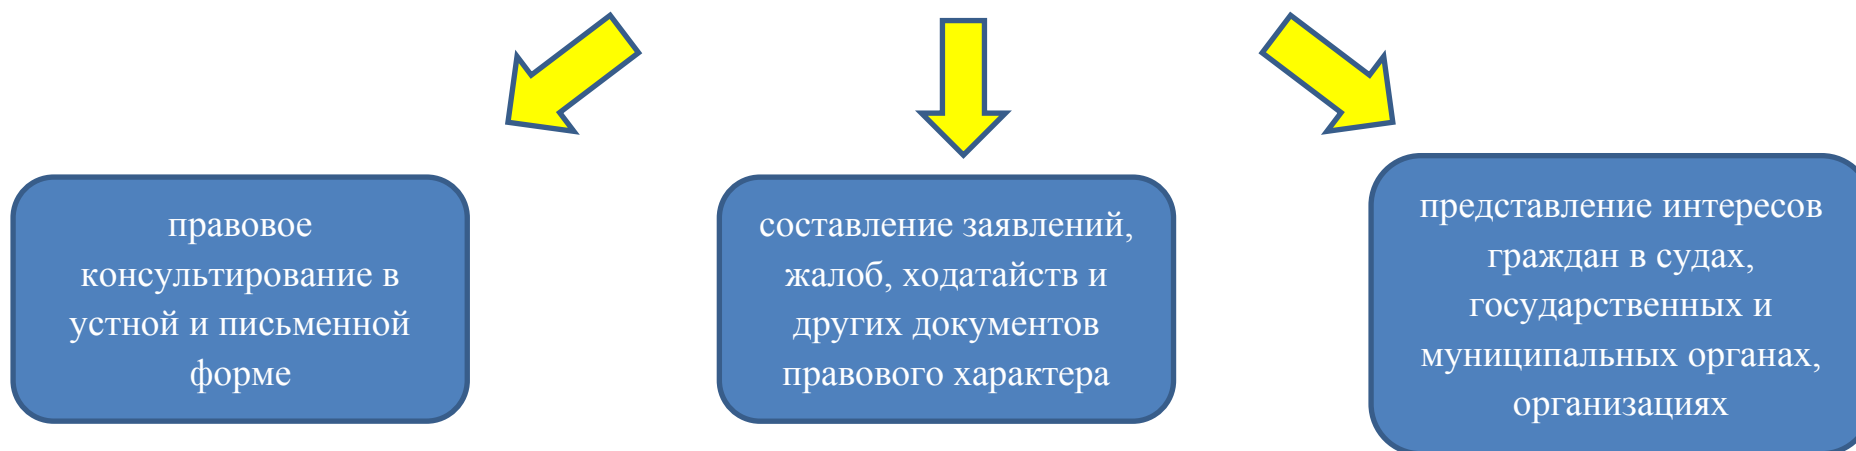 правовое
консультирование в
устной и письменной
форме
составление заявлений,
жалоб, ходатайств и
других документов
правового характера
представление интересов
граждан в судах,
государственных и
муниципальных органах,
организациях